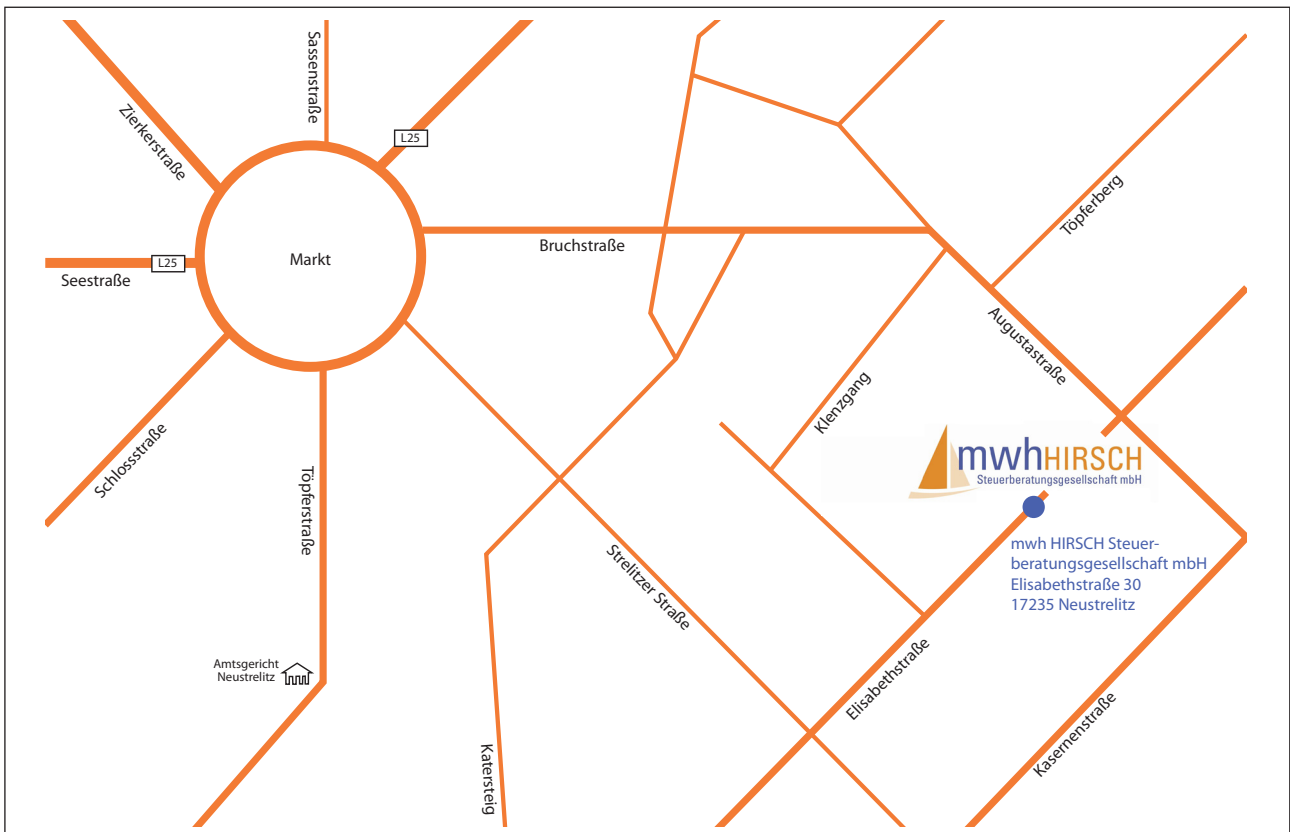 Sassenstraße
Zierkerstraße
L25
Töpferberg
Bruchstraße
Markt
L25
Seestraße
Augustastraße
Klenzgang
Schlossstraße
Töpferstraße
mwhHIRSCH
Steuerberatungsgesellschaft mbH
mwh HIRSCH Steuer-
beratungsgesellschaft mbH
Elisabethstraße 30
17235 Neustrelitz
Strelitzer Straße
Amtsgericht
Neustrelitz
Elisabethstraße
Kasernenstraße
Katersteig